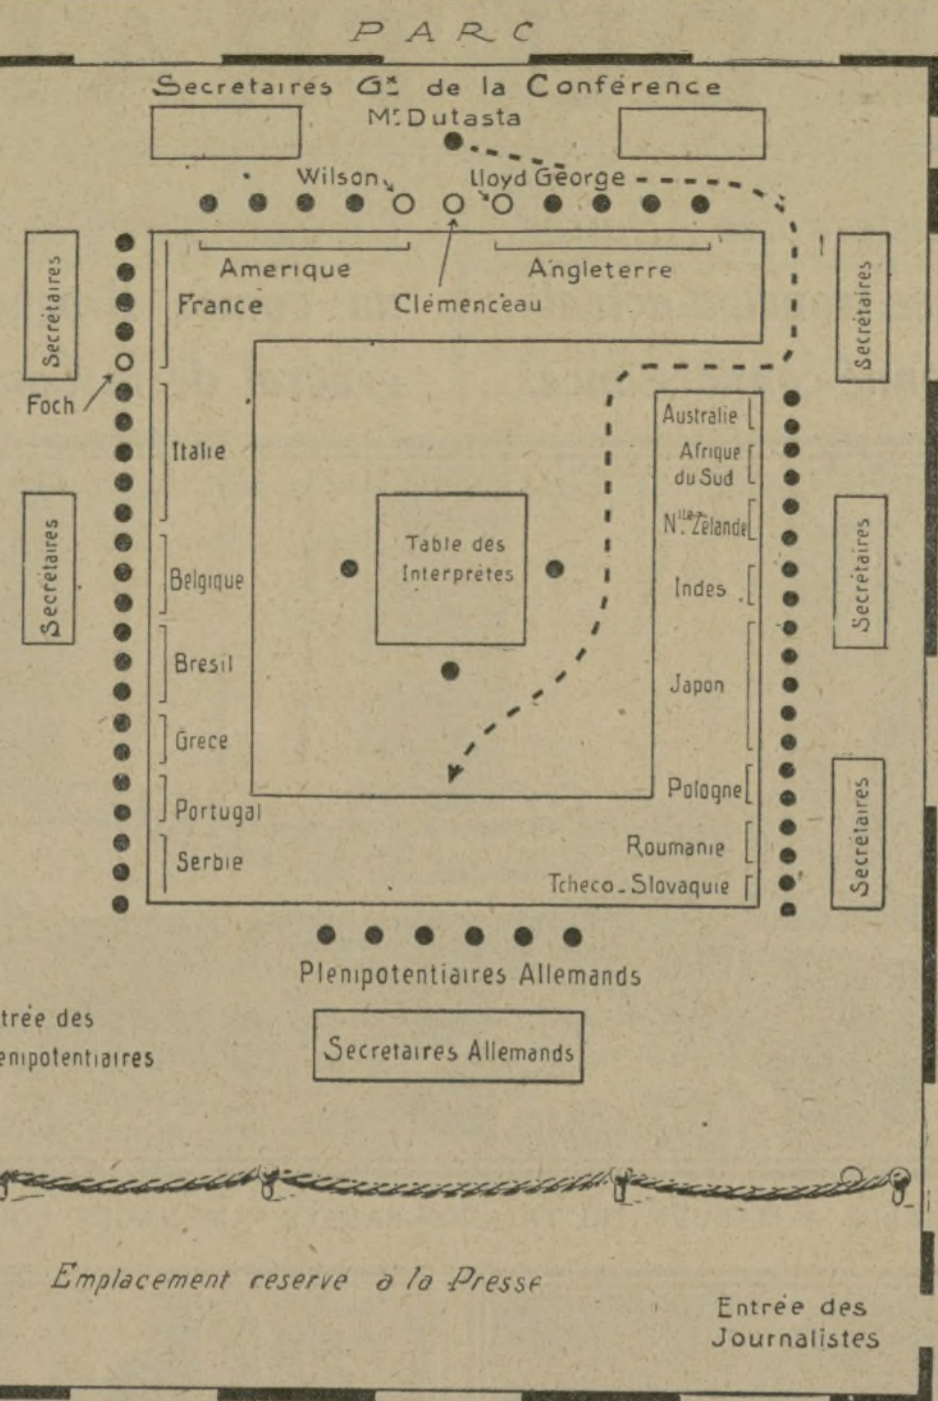 PARC
Secretaires Gx de la Conférence
Mr Dutasta
Wilson
Lloyd George
Amerique
Angleterre
Clémenceau
France
Secrétaires
Secrétaires
Foch
Italie
Australie
Afrique
du Sud
Nlle Zélande
Table des
Interprétes
Secrétaires
Secrétaires
Belgique
Indes
Bresil
Japon
Grece
Pologne
Portugal
Secrétaires
Serbie
Roumanie
Tcheco-Slovaquie
Plenipotentiaires Allemands
trée des
enipotentiaires
Secretaires Allemands
Emplacement reservé a la Presse
Entrée des
Journalistes